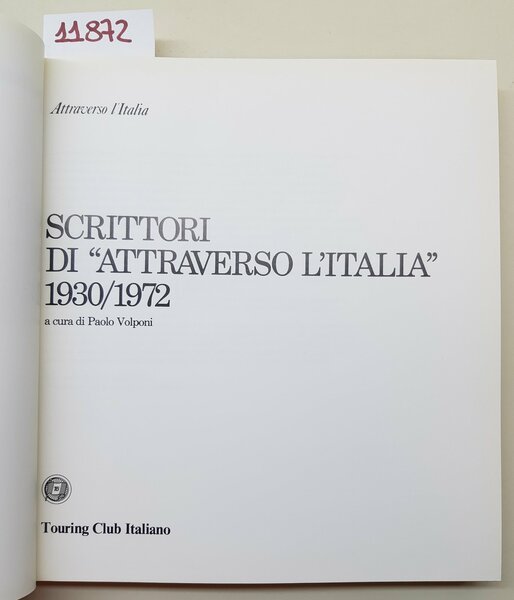 11872
Attraverso l'Italia
SCRITTORI
DI “ATTRAVERSO L'ITALIA”
1930/1972
a cura di Paolo Volponi
Touring Club Italiano